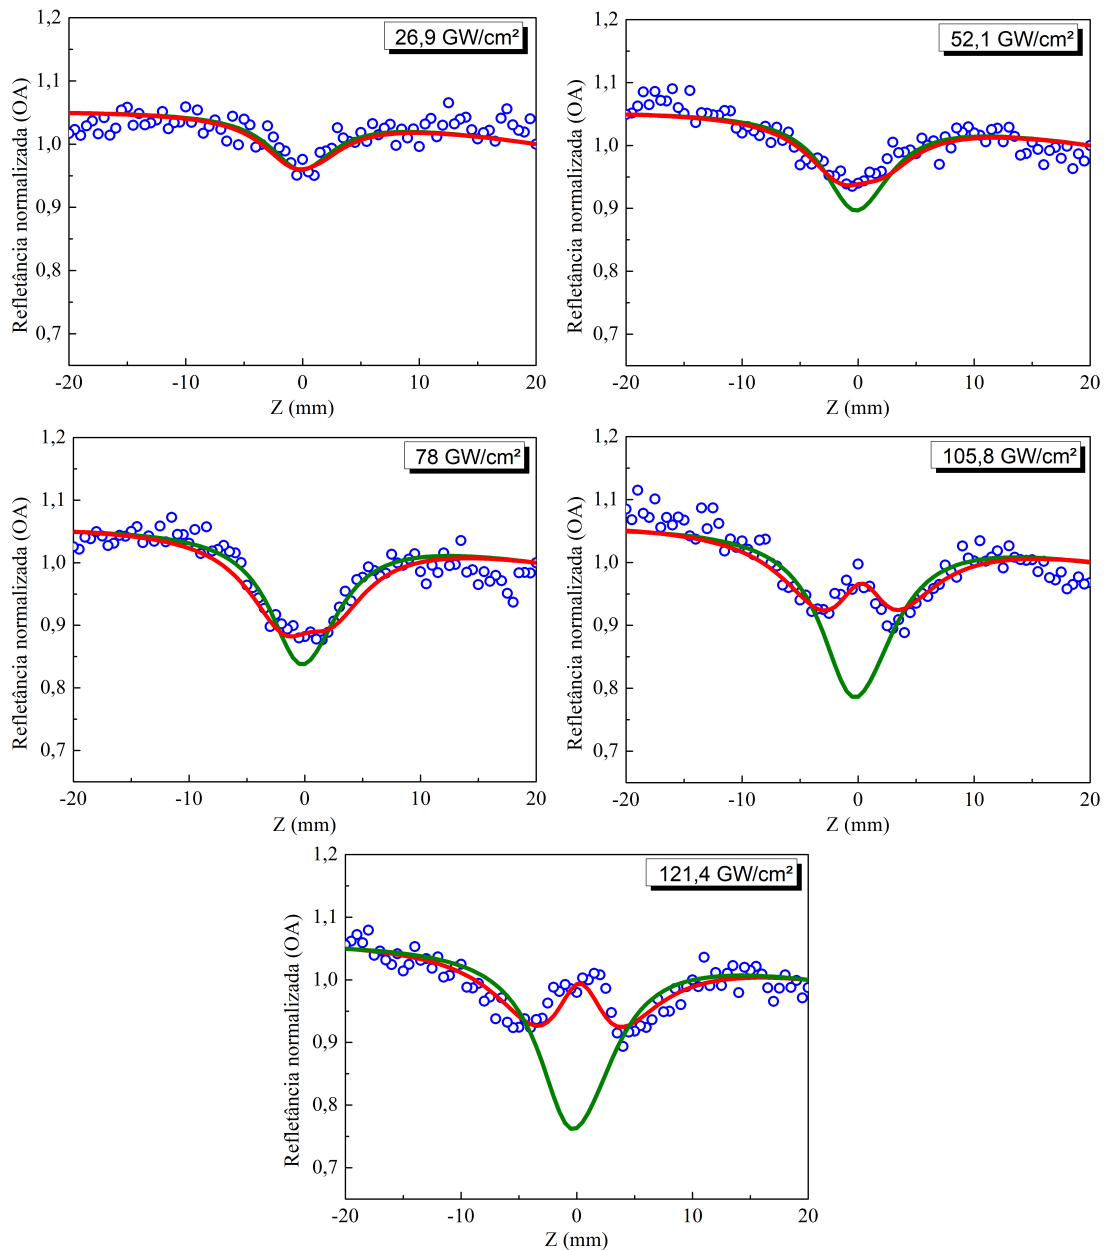 26,9 GW/cm²
Refletância normalizada (OA)
1,2
1,1
1,0
0,9
0,8
0,7
-20 -10 0 10 20
Z (mm)
52,1 GW/cm²
Refletância normalizada (OA)
1,2
1,1
1,0
0,9
0,8
0,7
-20 -10 0 10 20
Z (mm)
78 GW/cm²
Refletância normalizada (OA)
1,2
1,1
1,0
0,9
0,8
0,7
-20 -10 0 10 20
Z (mm)
105,8 GW/cm²
Refletância normalizada (OA)
1,2
1,1
1,0
0,9
0,8
0,7
-20 -10 0 10 20
Z (mm)
121,4 GW/cm²
Refletância normalizada (OA)
1,2
1,1
1,0
0,9
0,8
0,7
-20 -10 0 10 20
Z (mm)